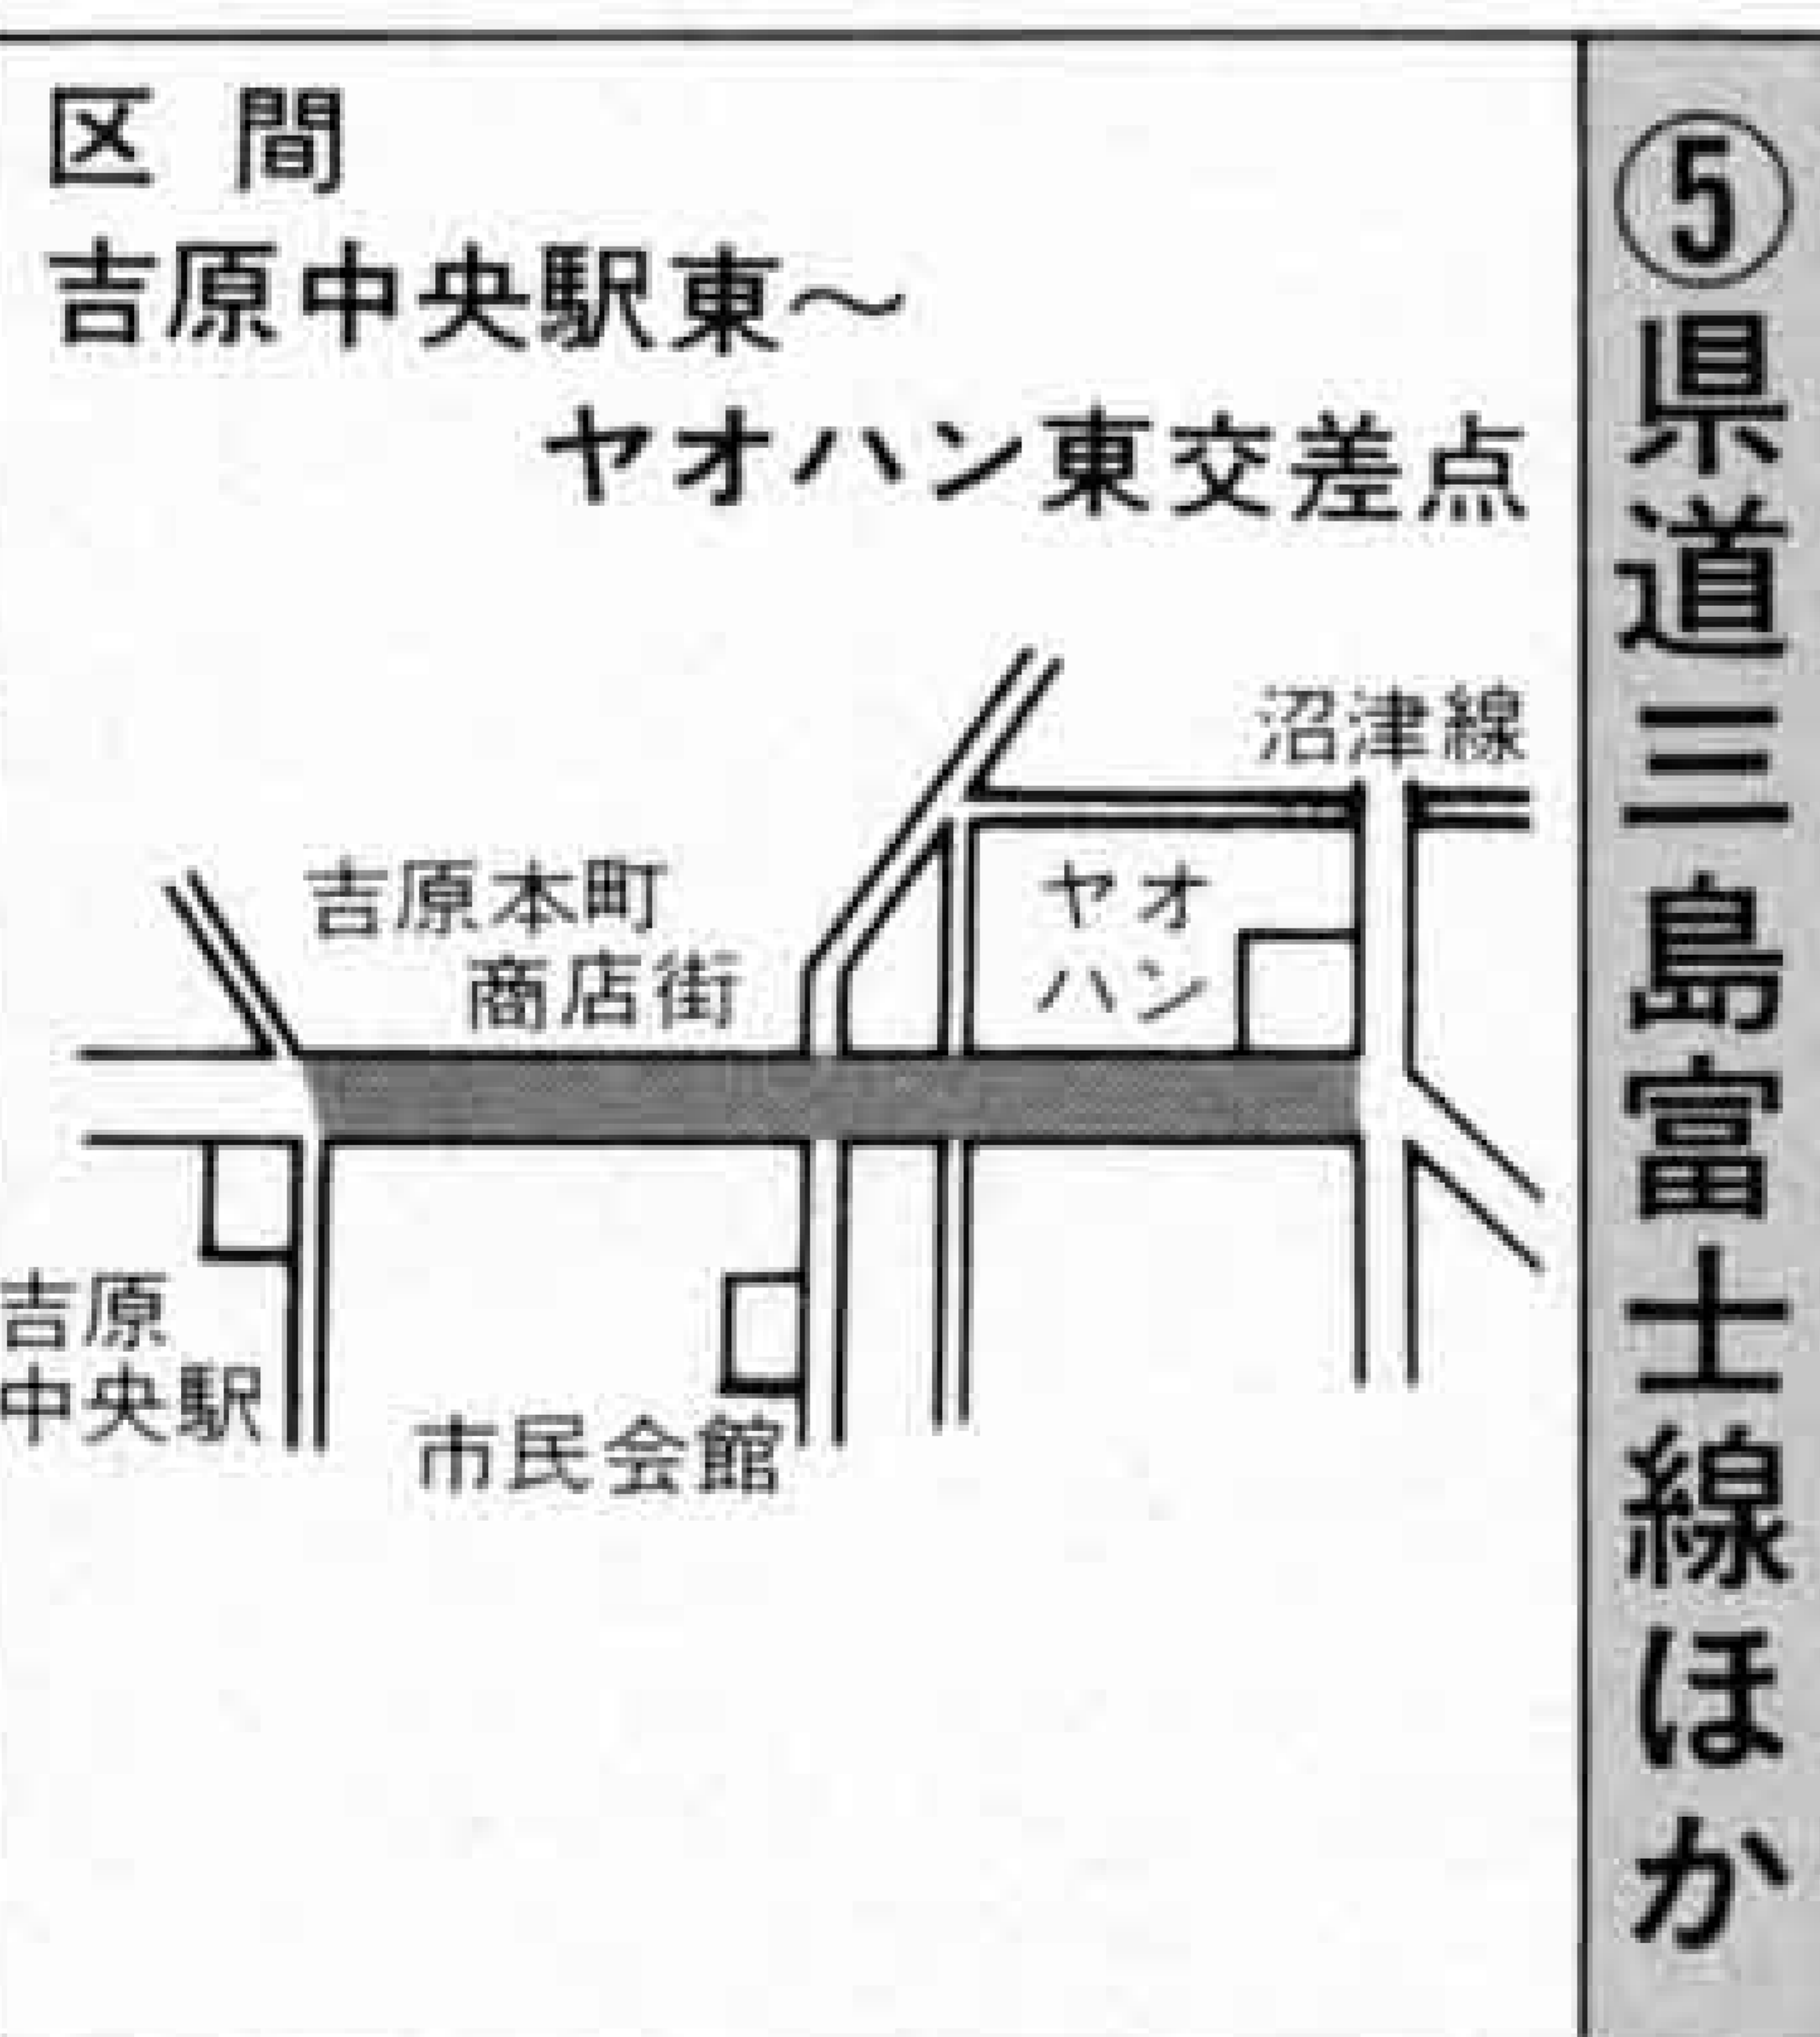 ⑤県道三島富士線ほか
区間
吉原中央駅東～
ヤオハン東交差点
沼津線
吉原本町
商店街
ヤオ
ハン
吉原
中央駅
市民会館